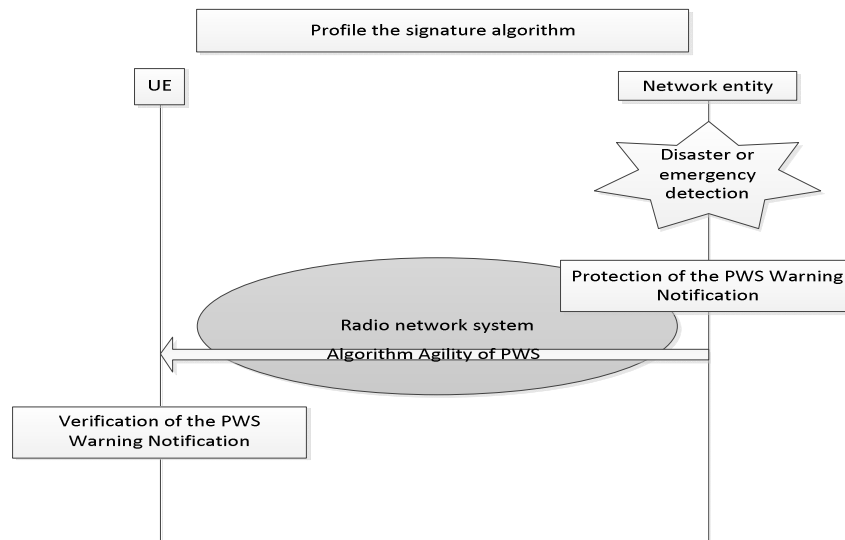 Profile the signature algorithm
UE
Network entity
Disaster or
emergency
detection
Protection of the PWS Warning
Notification
Radio network system
Algorithm Agility of PWS
Verification of the PWS
Warning Notification